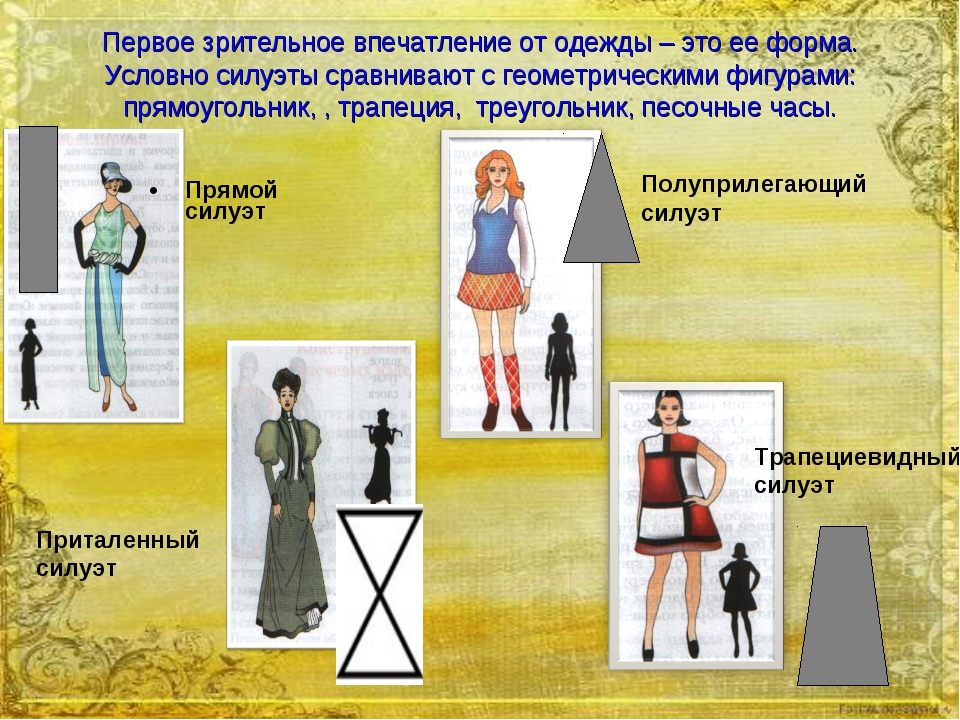 Первое зрительное впечатление от одежды – это ее форма.
Условно силуэты сравнивают с геометрическими фигурами:
прямоугольник, , трапеция,  треугольник, песочные часы.
• Прямой
силуэт
Полуприлегающий
силуэт
Приталенный
силуэт
Трапециевидный
силуэт